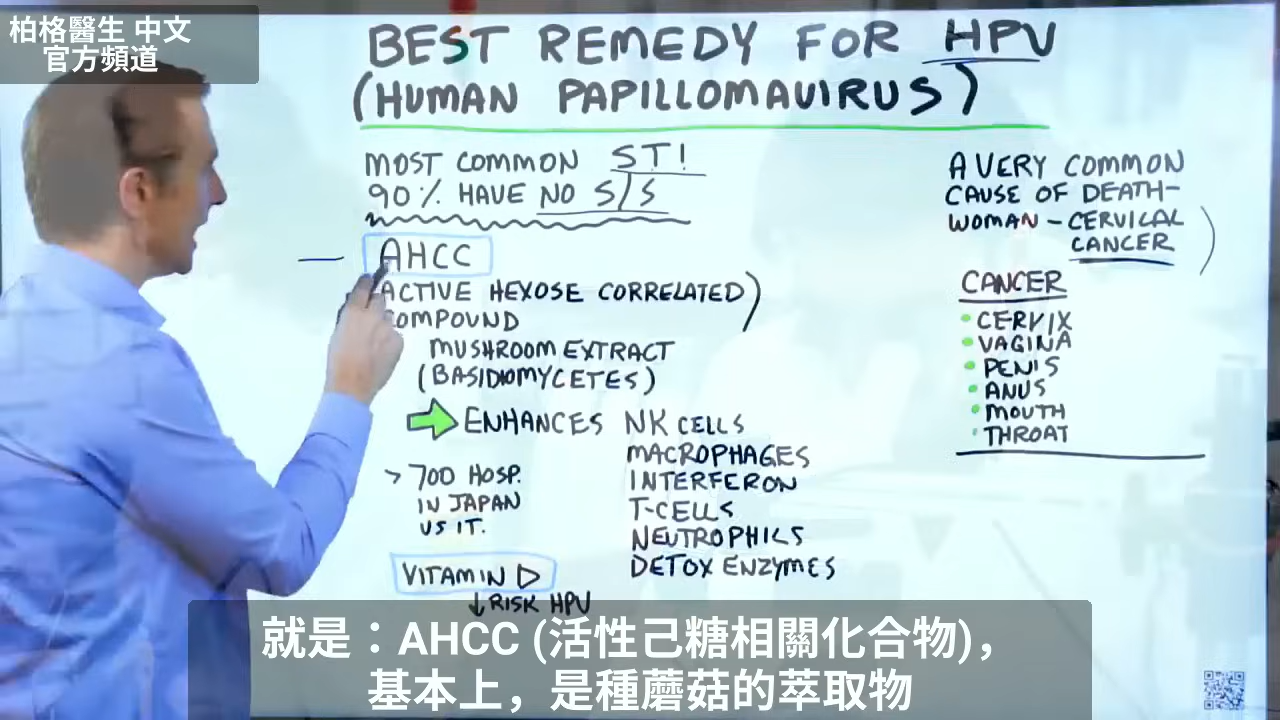 柏格醫生 中文
官方頻道
BEST REMEDY FOR HPV
(HUMAN PAPILLOMAVIRUS)
MOST COMMON ST!
90% HAVE NO S/S
AHCC
ACTIVE HEXOSE CORRELATED)
COMPOUND
MUSHROOM EXTRACT
(BASIDIOMYCETES)
ENHANCES NK CELLS
MACROPHAGES
INTERFERON
T-CELLS
NEUTROPHILS
DETOX ENZYMES
> 700 HOSP.
IN JAPAN
US IT.
VITAMIN D
↓ RISK HPV
A VERY COMMON
CAUSE OF DEATH-
WOMAN - CERVICAL
CANCER
CANCER
• CERVIX
• VAGINA
• PENIS
• ANUS
• MOUTH
• THROAT
就是：AHCC (活性己糖相關化合物)，
基本上，是種蘑菇的萃取物